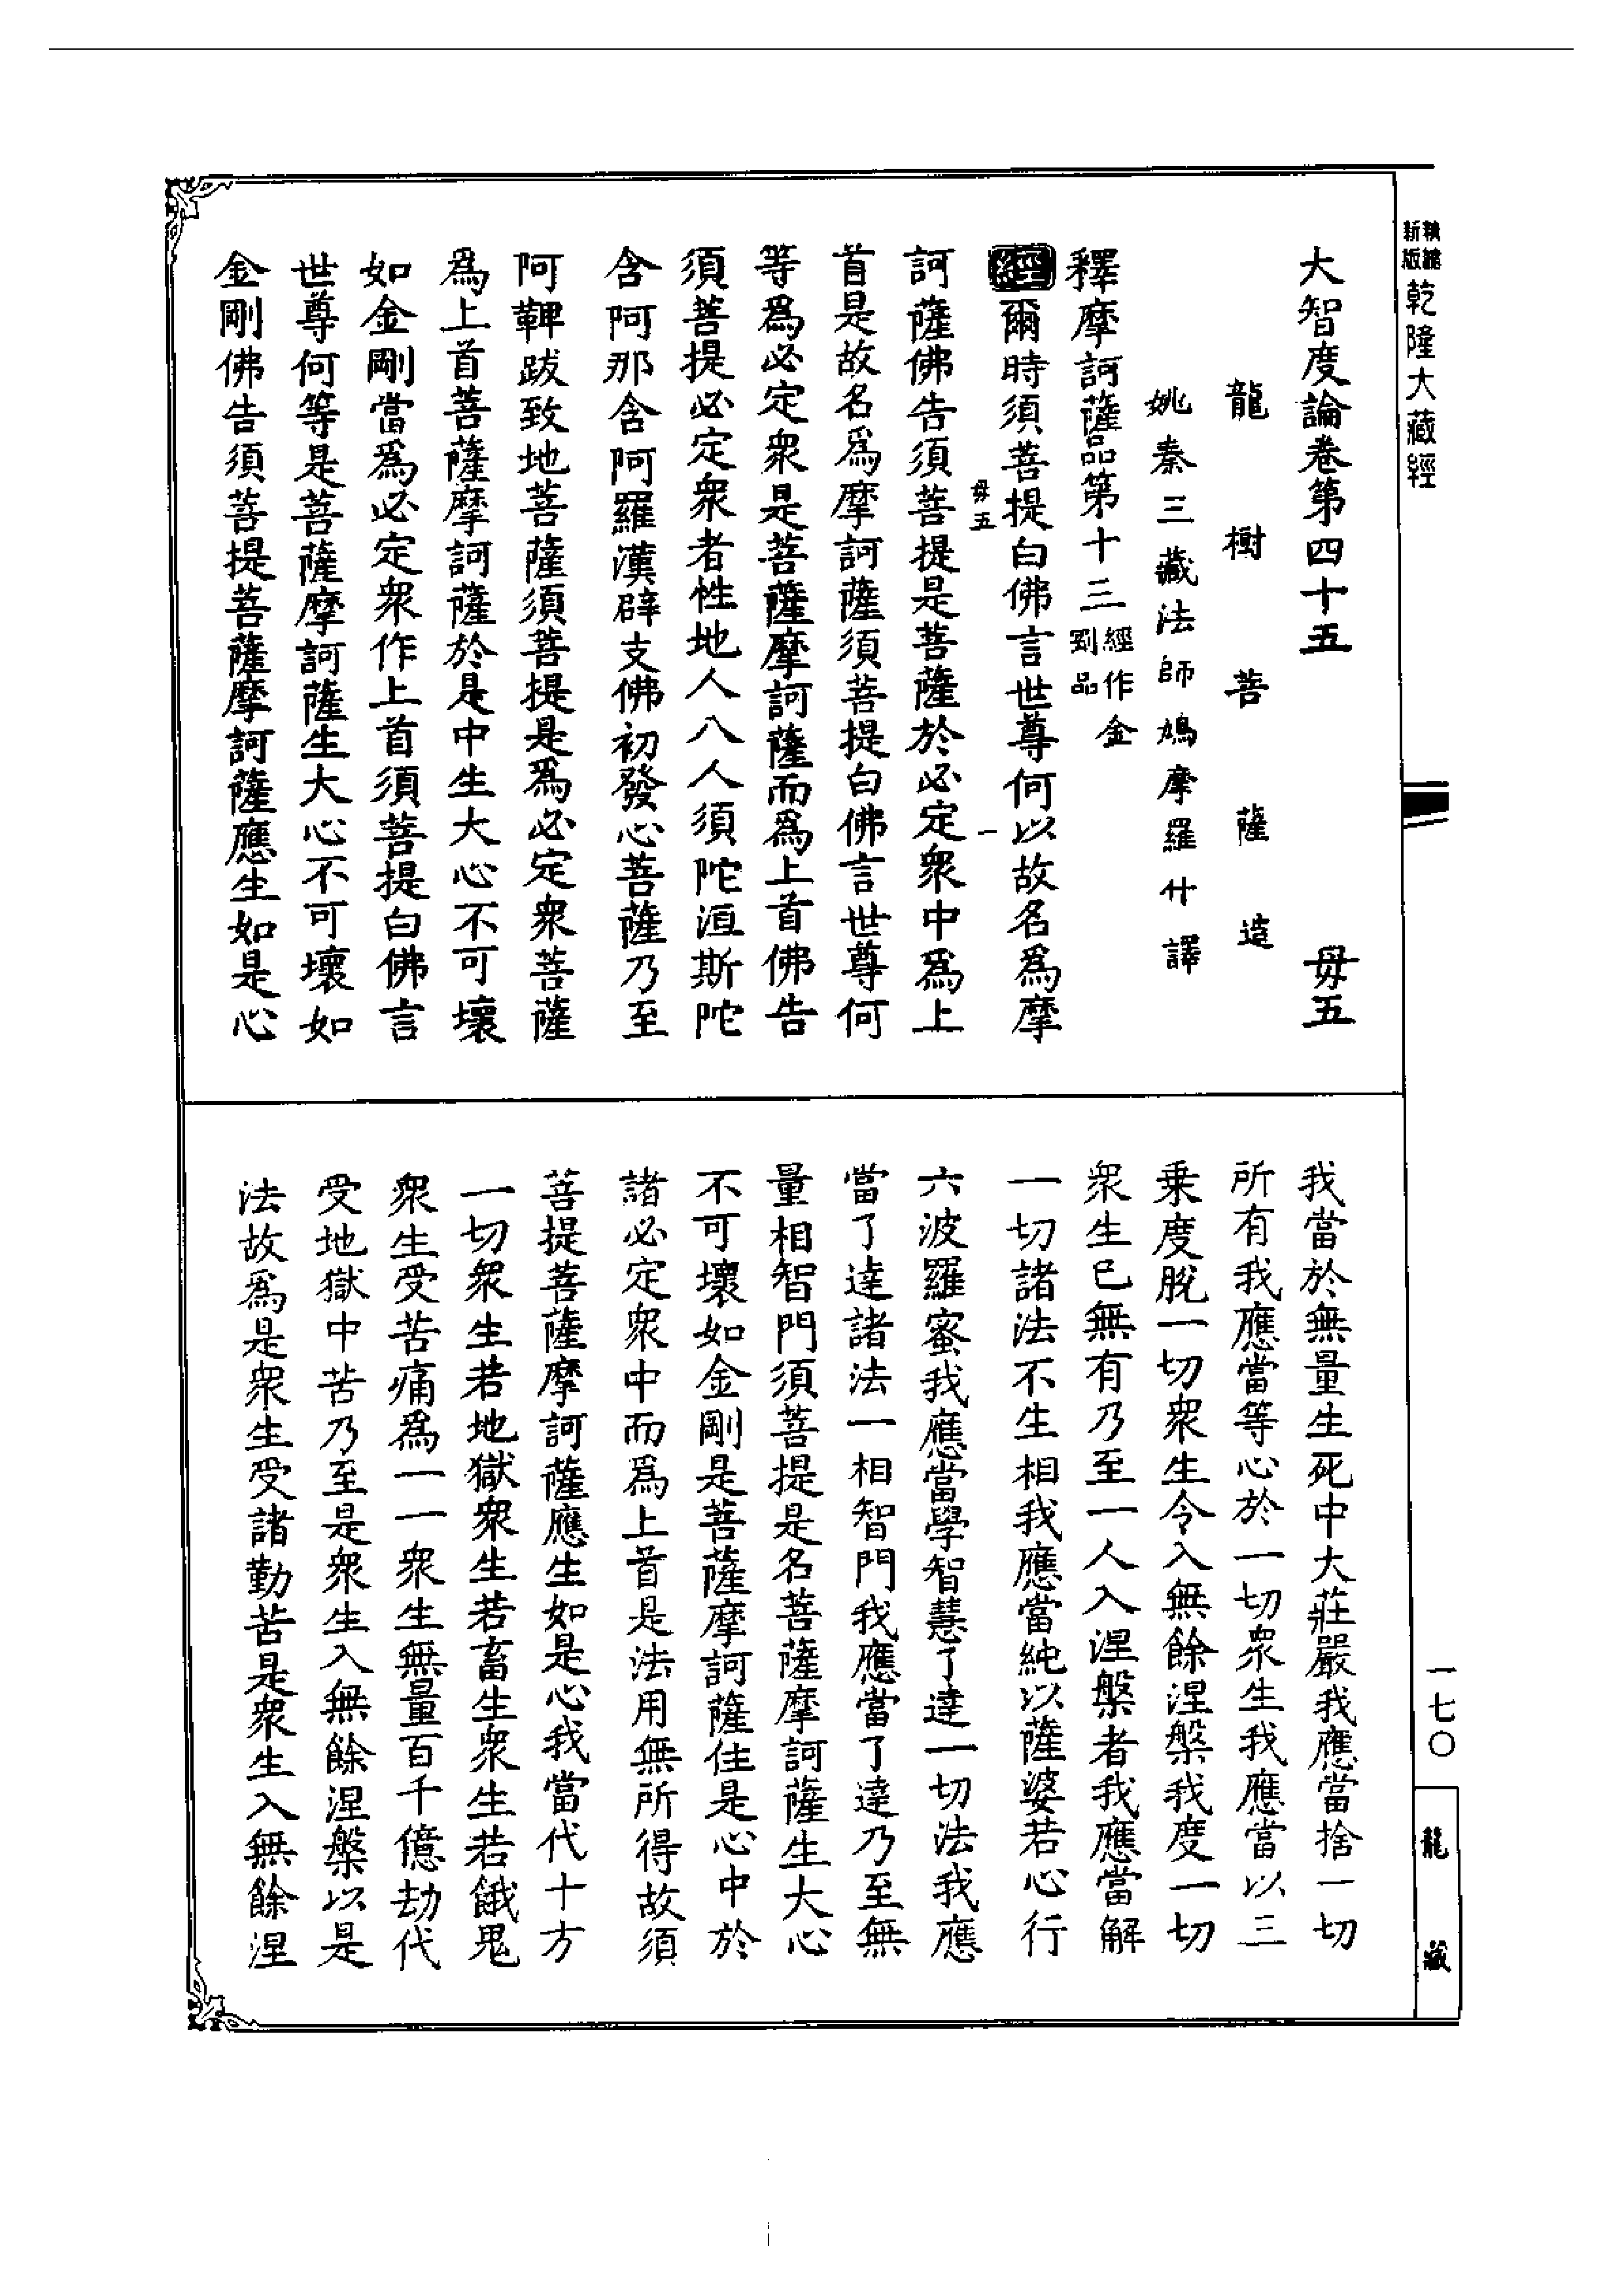 新版
乾隆大藏經
大智度論卷第四十五　毋五
龍樹菩薩造
姚秦三藏法師鳩摩羅什譯
釋摩訶薩品第十三經作金剛品
經爾時須菩提白佛言世尊何以故名爲摩
毋五　一
訶薩佛告須菩提是菩薩於必定衆中爲上
首是故名爲摩訶薩須菩提白佛言世尊何
等爲必定衆是菩薩摩訶薩而爲上首佛告
須菩提必定衆者性地人八人須陀洹斯陀
含阿那含阿羅漢辟支佛初發心菩薩乃至
阿鞞跋致地菩薩須菩提是爲必定衆菩薩
爲上首菩薩摩訶薩於是中生大心不可壞
如金剛當爲必定衆作上首須菩提白佛言
世尊何等是菩薩摩訶薩生大心不可壞如
金剛佛告須菩提菩薩摩訶薩應生如是心
我當於無量生死中大莊嚴我應當捨一切
所有我應當等心於一切衆生我應當以三
乗度脫一切衆生令入無餘涅槃我度一切
衆生已無有乃至一人入涅槃者我應當解
一切諸法不生相我應當純以薩婆若心行
六波羅蜜我應當學智慧了達一切法我應
當了達諸法一相智門我應當了達乃至無
量相智門須菩提是名菩薩摩訶薩生大心
不可壞如金剛是菩薩摩訶薩住是心中於
諸必定衆中而爲上首是法用無所得故須
菩提菩薩摩訶薩應生如是心我當代十方
一切衆生若地獄衆生若畜生衆生若餓鬼
衆生受苦痛爲一一衆生無量百千億劫代
受地獄中苦乃至是衆生入無餘涅槃以是
法故爲是衆生受諸勤苦是衆生入無餘涅
一七〇
龍藏